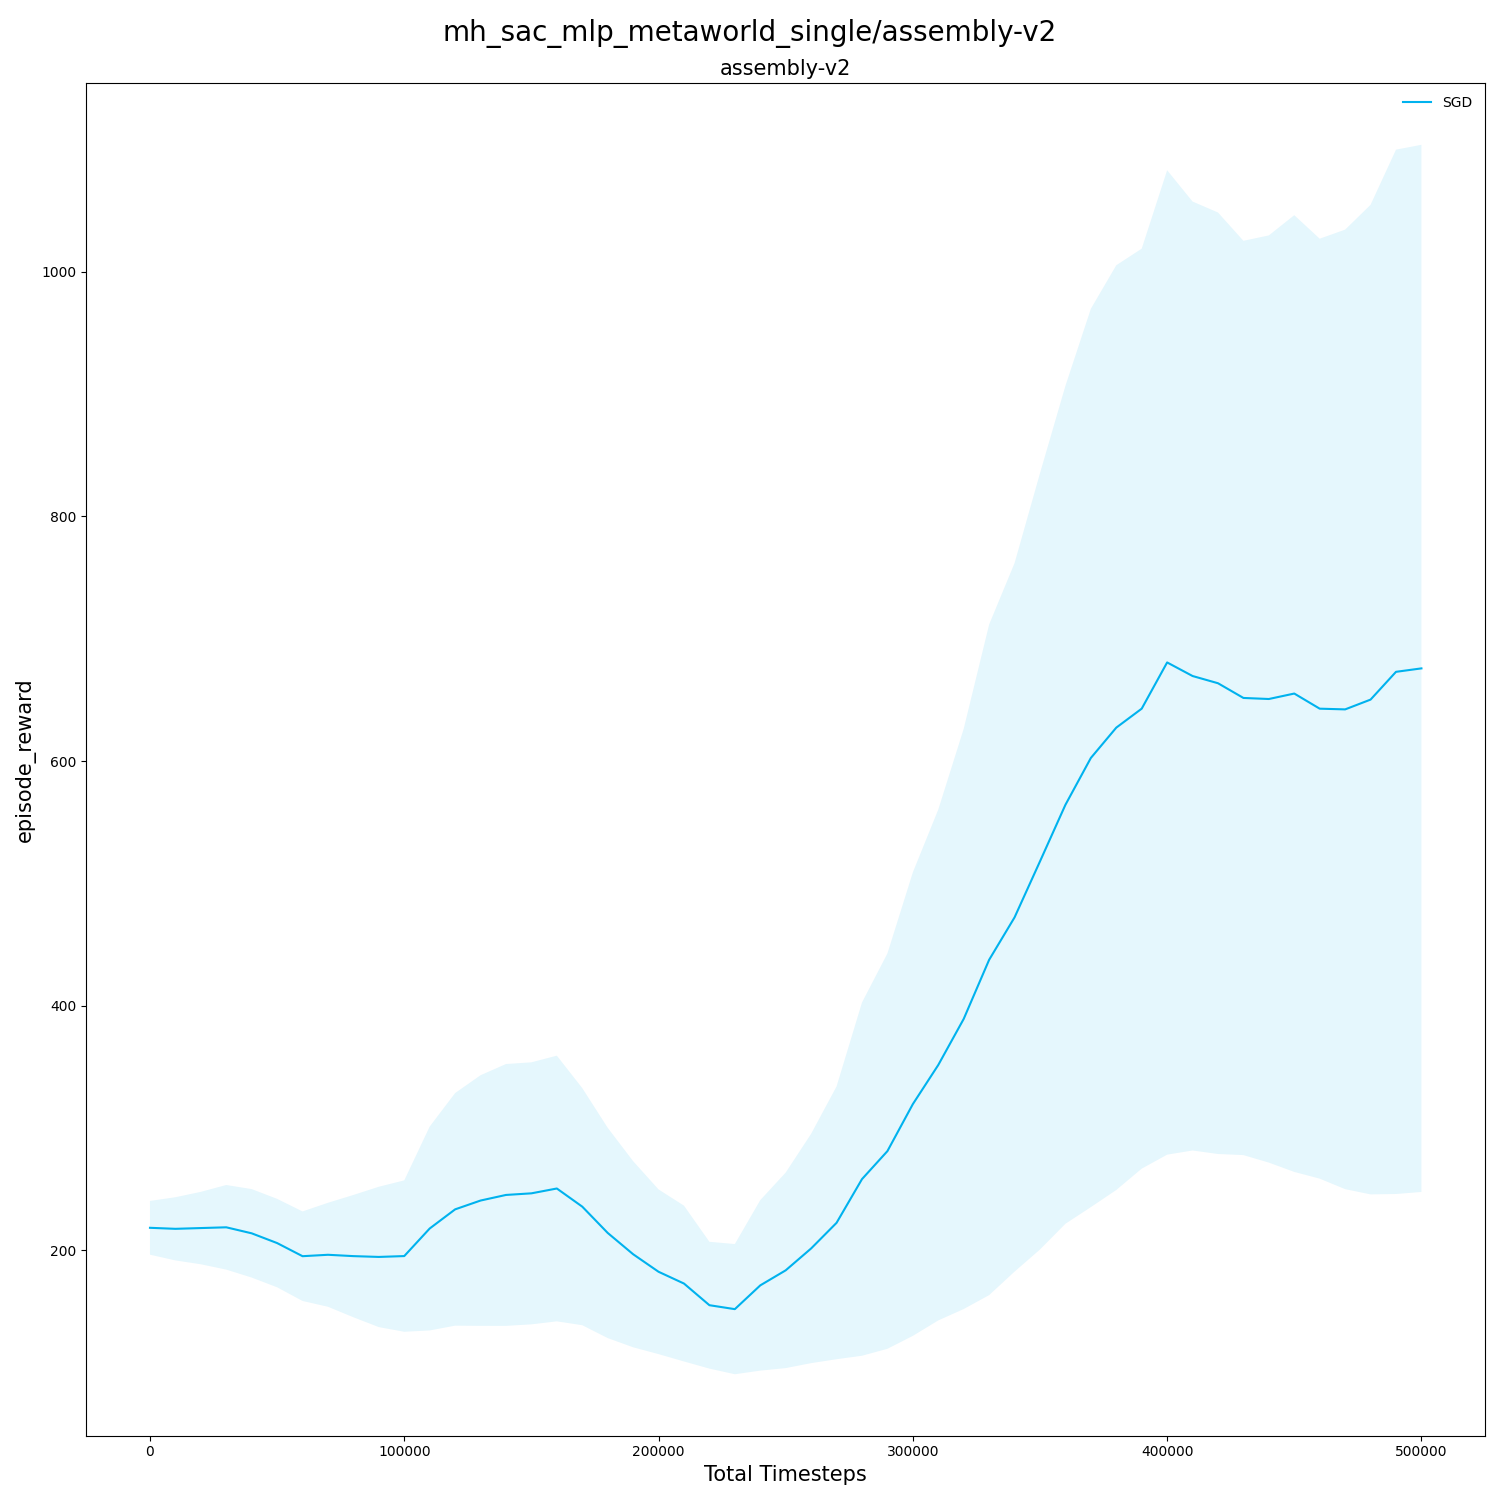 mh_sac_mlp_metaworld_single/assembly-v2
assembly-v2
SGD
episode_reward
1000
800
600
400
200
0 100000 200000 300000 400000 500000
Total Timesteps